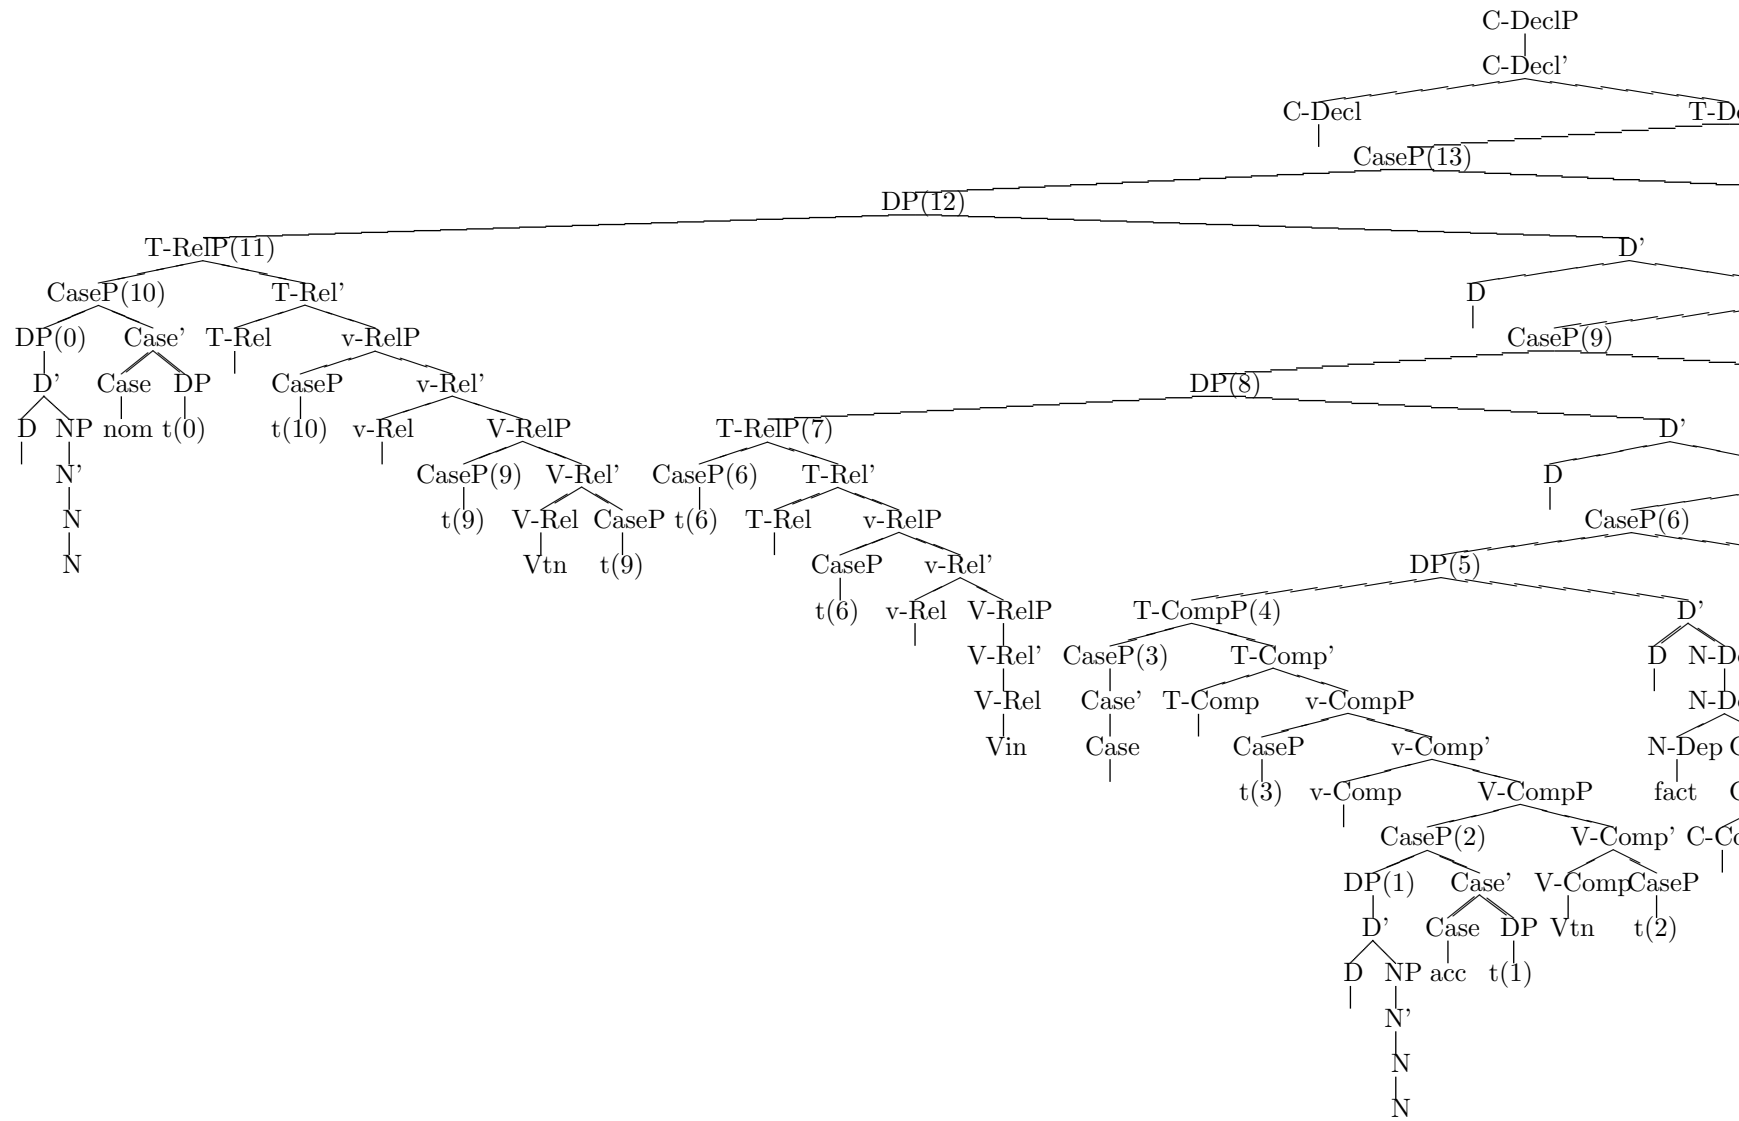 C-DeclP
C-Decl’
C-Decl
CaseP(13)
DP(12)
T-RelP(11) D’
CaseP(10) T-Rel’ D
DP(0) Case’ T-Rel v-RelP CaseP(9)
D’ Case DP CaseP v-Rel’ DP(8)
D NP nom t(0) t(10) v-Rel V-RelP T-RelP(7) D’
N’ CaseP(9) V-Rel’ CaseP(6) T-Rel’ D
N t(9) V-Rel CaseP t(6) T-Rel v-RelP CaseP(6)
N Vtn t(9) CaseP v-Rel’ DP(5)
t(6) v-Rel V-RelP T-CompP(4) D’
V-Rel’ CaseP(3) T-Comp’ D
V-Rel Case’ T-Comp v-CompP
Vin Case CaseP v-Comp’ N-Dep
t(3) v-Comp V-CompP fact
CaseP(2) V-Comp’
DP(1) Case’ V-Comp CaseP
D’ Case DP Vtn t(2)
D NP acc t(1)
N’
N
N